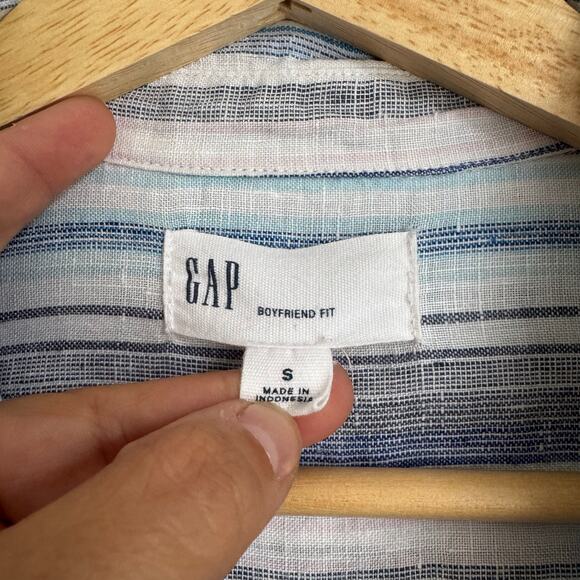 GAP
BOYFRIEND FIT
S
MADE IN
INDONESIA